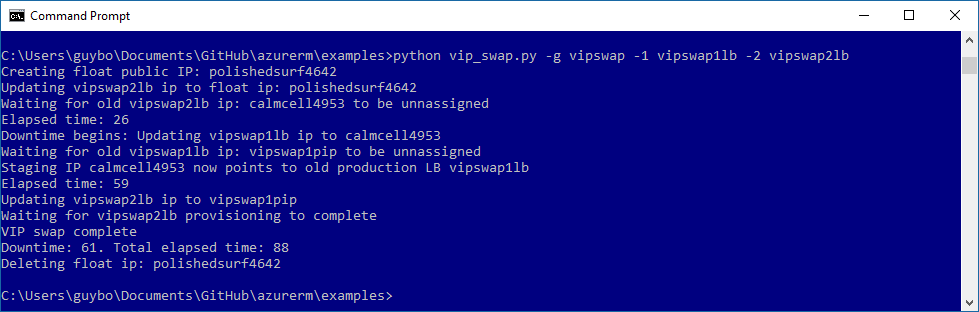 Command Prompt
C:\Users\guybo\Documents\GitHub\azurerm\examples>python vip_swap.py -g vipswap -1 vipswap1lb -2 vipswap2lb
Creating float public IP: polishedsurf4642
Updating vipswap2lb ip to float ip: polishedsurf4642
Waiting for old vipswap2lb ip: calmcell4953 to be unnassigned
Elapsed time: 26
Downtime begins: Updating vipswap1lb ip to calmcell4953
Waiting for old vipswap1lb ip: vipswap1pip to be unnassigned
Staging IP calmcell4953 now points to old production LB vipswap1lb
Elapsed time: 59
Updating vipswap2lb ip to vipswap1pip
Waiting for vipswap2lb provisioning to complete
VIP swap complete
Downtime: 61. Total elapsed time: 88
Deleting float ip: polishedsurf4642
C:\Users\guybo\Documents\GitHub\azurerm\examples>